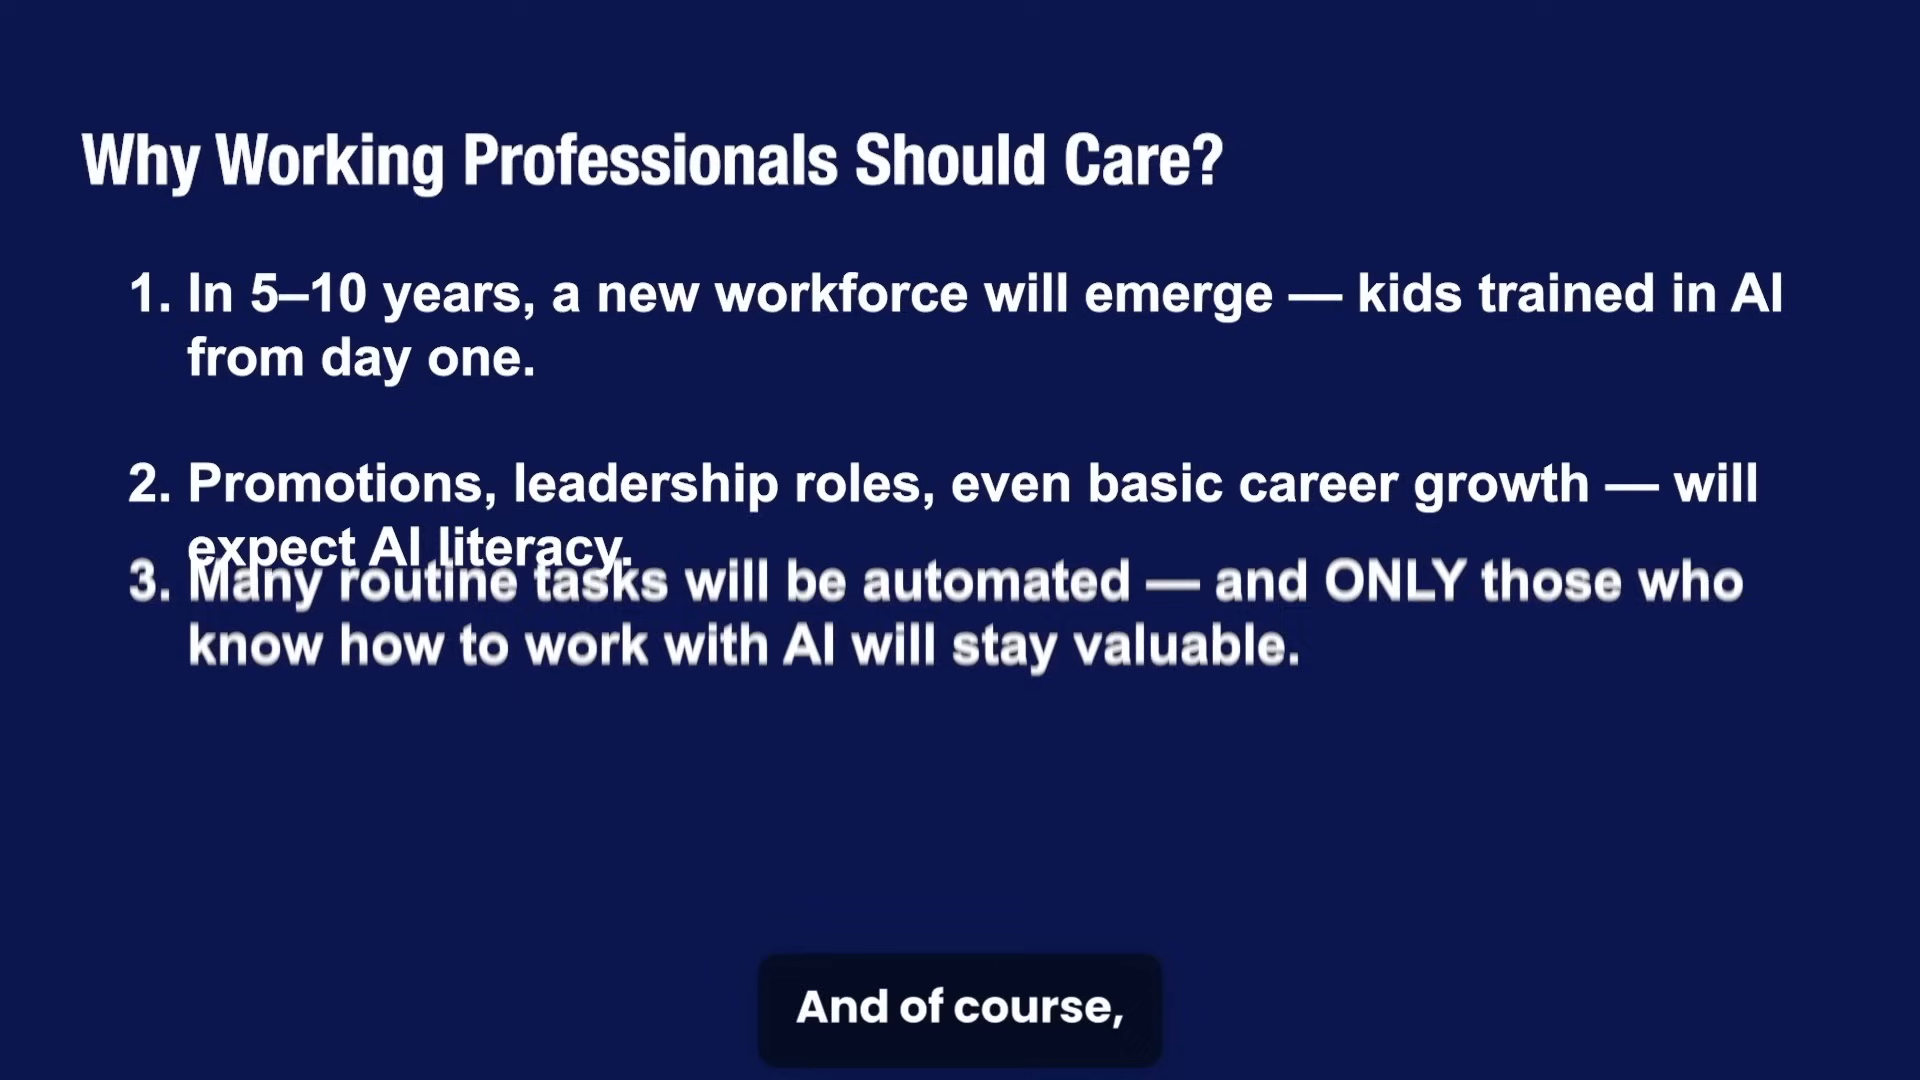 Why Working Professionals Should Care?
1. In 5–10 years, a new workforce will emerge — kids trained in AI
from day one.
2. Promotions, leadership roles, even basic career growth — will
expect AI literacy.
3. Many routine tasks will be automated — and ONLY those who
know how to work with AI will stay valuable.
And of course,